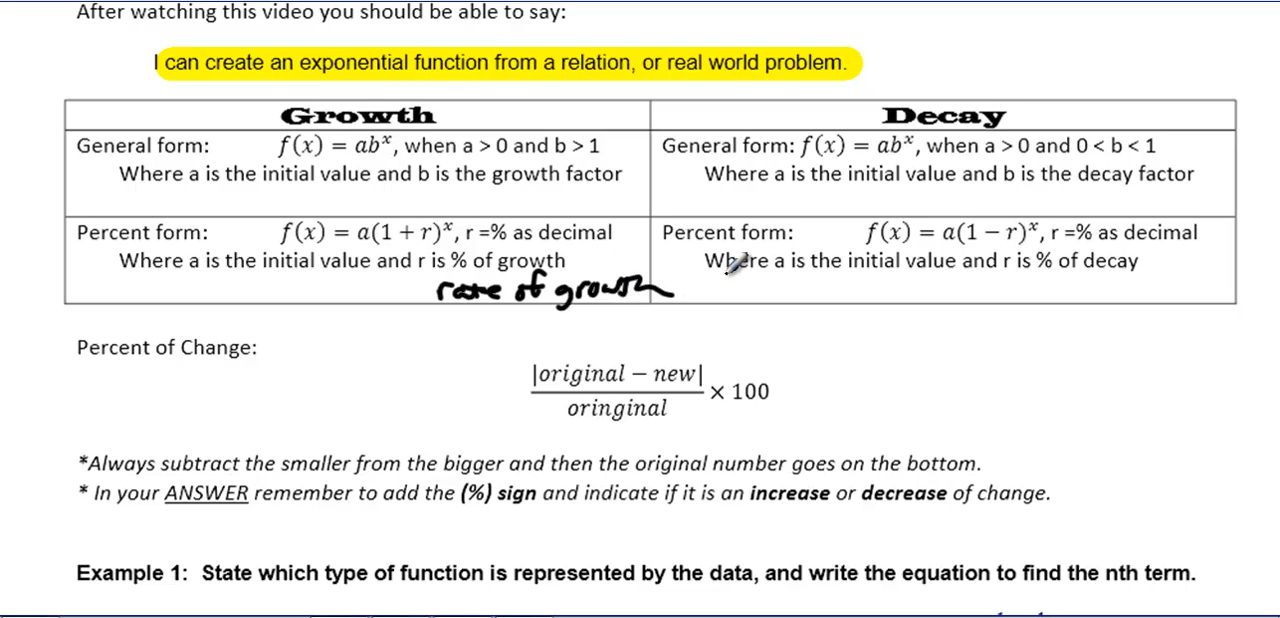 After watching this video you should be able to say:
I can create an exponential function from a relation, or real world problem.
Growth
Decay
General form: f(x) = abˣ, when a > 0 and b > 1
Where a is the initial value and b is the growth factor
General form: f(x) = abˣ, when a > 0 and 0 < b < 1
Where a is the initial value and b is the decay factor
Percent form: f(x) = a(1 + r)ˣ, r =% as decimal
Where a is the initial value and r is % of growth
rate of growth
Percent form: f(x) = a(1 − r)ˣ, r =% as decimal
Where a is the initial value and r is % of decay
Percent of Change:
|original − new|
oringinal
× 100
*Always subtract the smaller from the bigger and then the original number goes on the bottom.
* In your ANSWER remember to add the (%) sign and indicate if it is an increase or decrease of change.
Example 1: State which type of function is represented by the data, and write the equation to find the nth term.